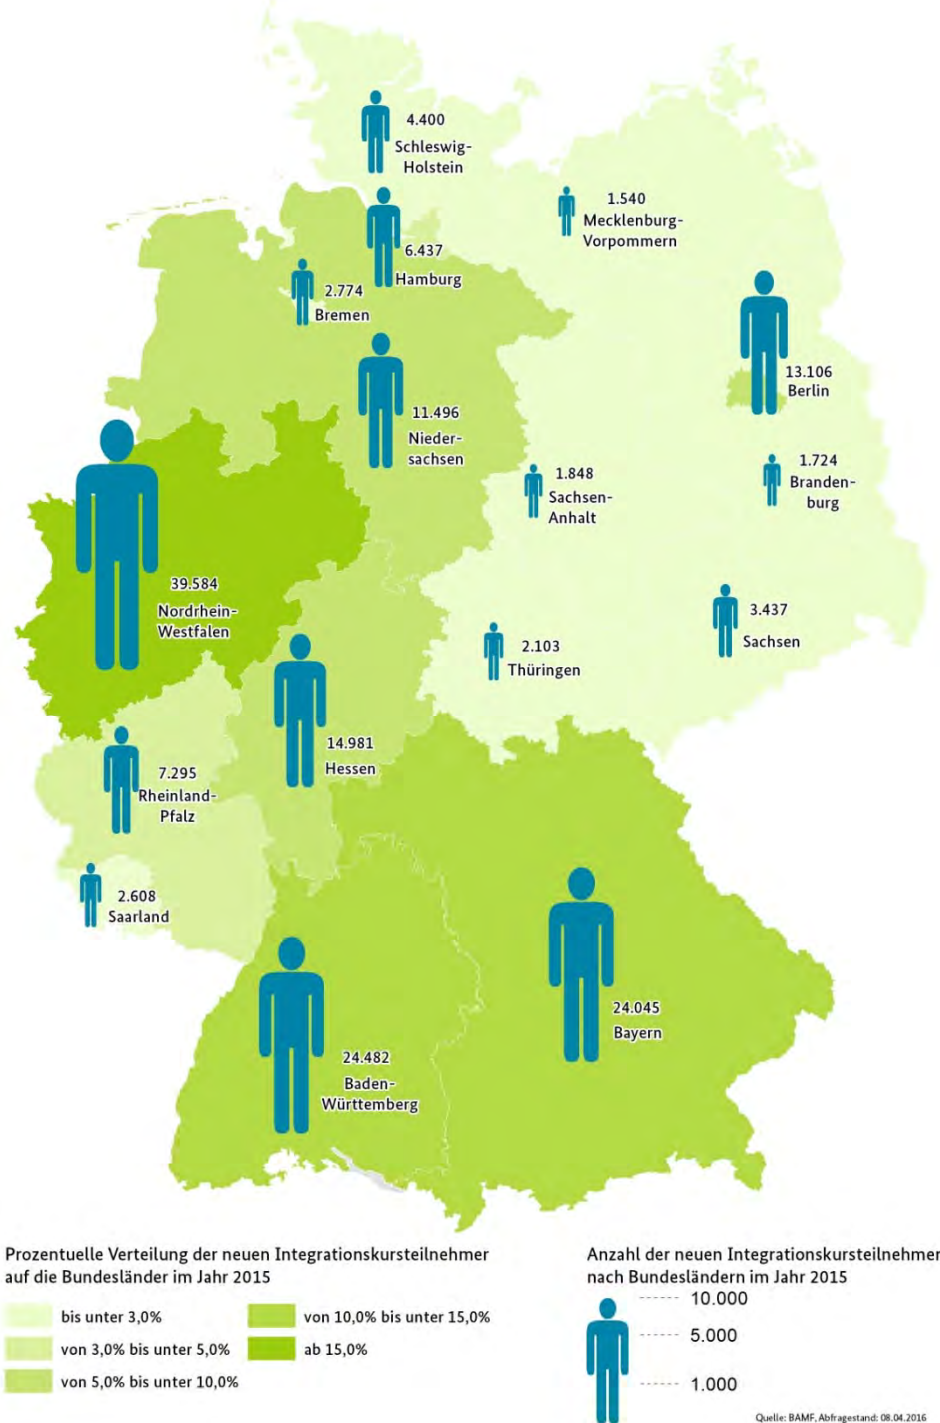 4.400
Schleswig-
Holstein
1.540
Mecklenburg-
Vorpommern
6.437
Hamburg
2.774
Bremen
13.106
Berlin
11.496
Nieder-
sachsen
1.848
Sachsen-
Anhalt
1.724
Branden-
burg
39.584
Nordrhein-
Westfalen
3.437
Sachsen
2.103
Thüringen
14.981
Hessen
7.295
Rheinland-
Pfalz
2.608
Saarland
24.045
Bayern
24.482
Baden-
Württemberg
Prozentuelle Verteilung der neuen Integrationskursteilnehmer
auf die Bundesländer im Jahr 2015
bis unter 3,0%
von 3,0% bis unter 5,0%
von 5,0% bis unter 10,0%
von 10,0% bis unter 15,0%
ab 15,0%
Anzahl der neuen Integrationskursteilnehmer
nach Bundesländern im Jahr 2015
10.000
5.000
1.000
Quelle: BAMF, Abfragestand: 08.04.2016